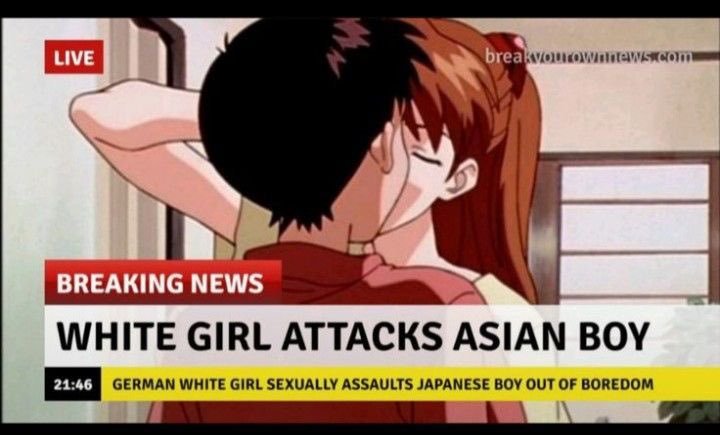 LIVE
breakyourownnews.com
BREAKING NEWS
WHITE GIRL ATTACKS ASIAN BOY
21:46 GERMAN WHITE GIRL SEXUALLY ASSAULTS JAPANESE BOY OUT OF BOREDOM